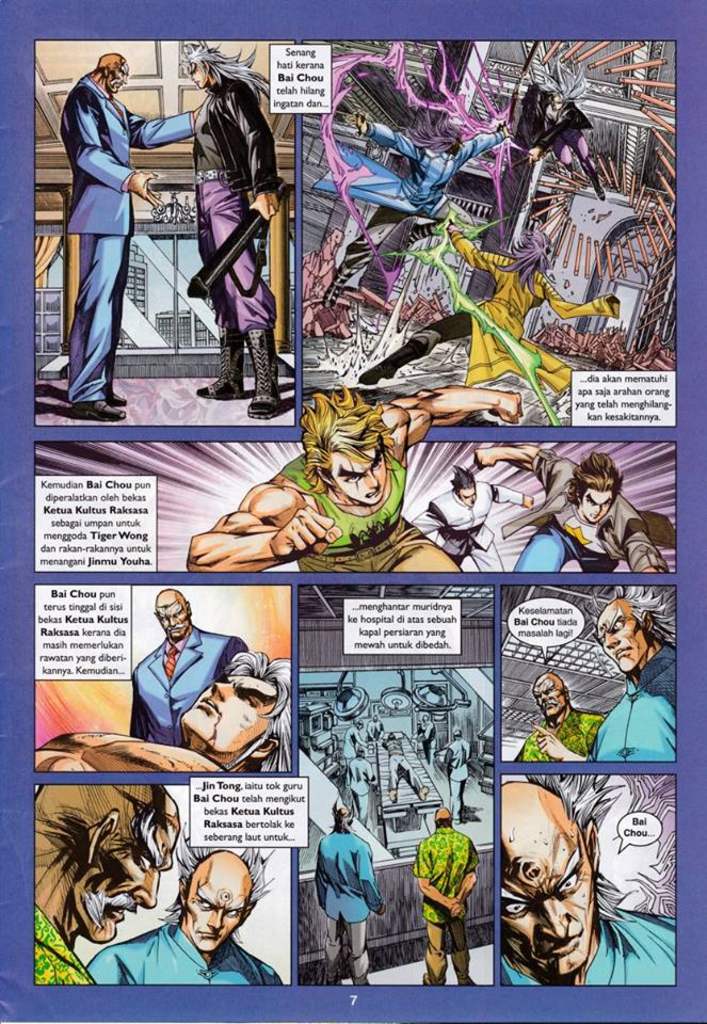 Senang
hati kerana
Bai Chou
telah hilang
ingatan dan...
...dia akan mematuhi
apa saja arahan orang
yang telah menghilang-
kan kesakitannya.
Kemudian Bai Chou pun
diperalatkan oleh bekas
Ketua Kultus Raksasa
sebagai umpan untuk
menggoda Tiger Wong
dan rakan-rakannya untuk
menangani Jinmu Youha.
Bai Chou pun
terus tinggal di sisi
bekas Ketua Kultus
Raksasa kerana dia
masih memerlukan
rawatan yang diberi-
kannya. Kemudian...
...Jin Tong, iaitu tok guru
Bai Chou telah mengikut
bekas Ketua Kultus
Raksasa bertolak ke
seberang laut untuk...
...menghantar muridnya
ke hospital di atas sebuah
kapal persiaran yang
mewah untuk dibedah.
Keselamatan
Bai Chou tiada
masalah lagi!
Bai
Chou...
7